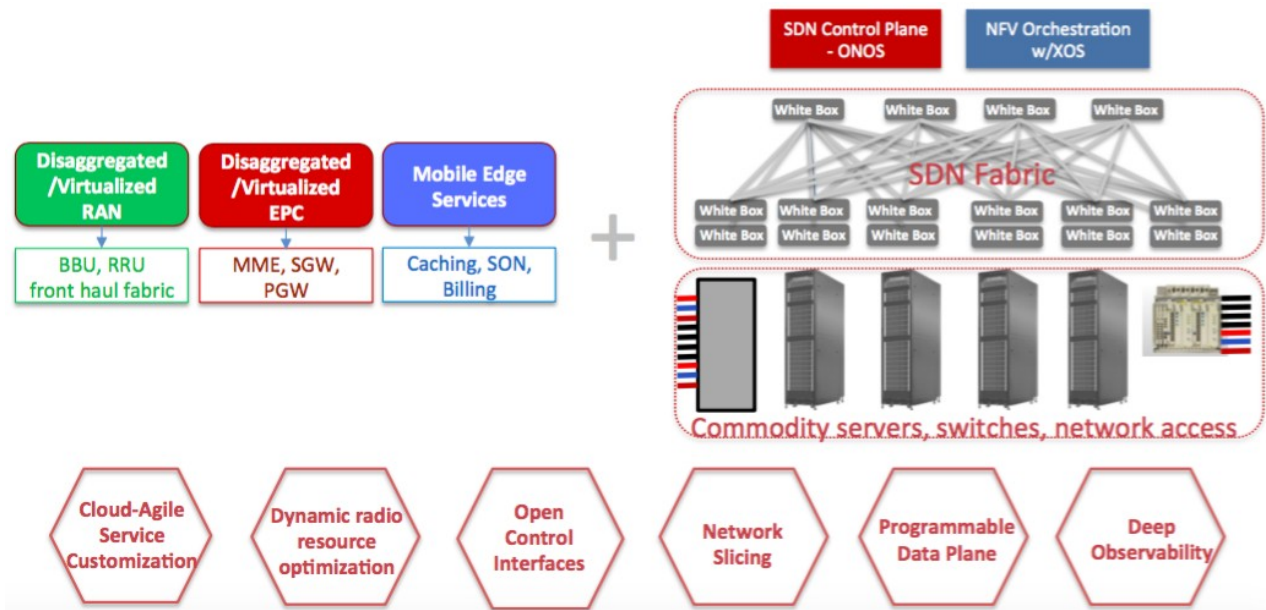 SDN Control Plane
- ONOS
NFV Orchestration
w/XOS
White Box
White Box
White Box
White Box
SDN Fabric
White Box
White Box
White Box
White Box
White Box
White Box
White Box
White Box
White Box
White Box
White Box
White Box
Disaggregated
/Virtualized
RAN
Disaggregated
/Virtualized
EPC
Mobile Edge
Services
+
BBU, RRU
front haul fabric
MME, SGW,
PGW
Caching, SON,
Billing
Commodity servers, switches, network access
Cloud-Agile
Service
Customization
Dynamic radio
resource
optimization
Open
Control
Interfaces
Network
Slicing
Programmable
Data Plane
Deep
Observability